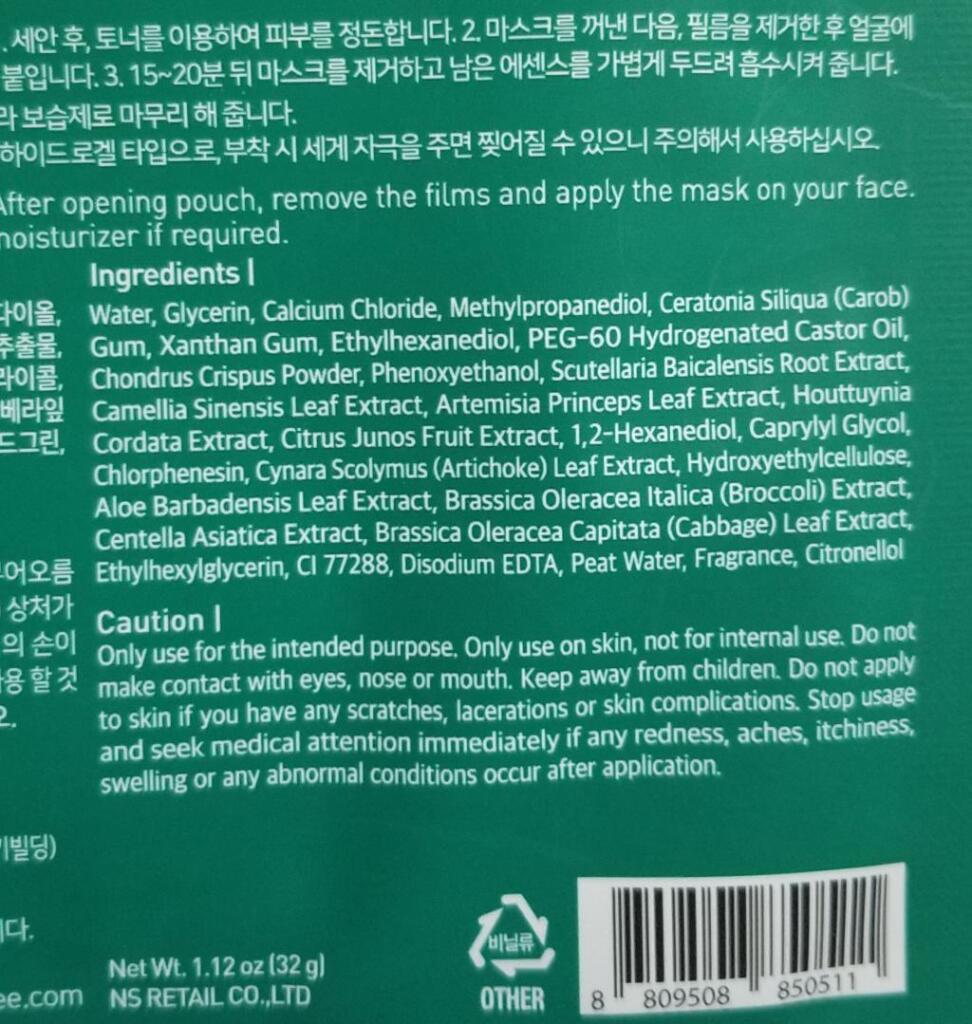 . 세안 후, 토너를 이용하여 피부를 정돈합니다. 2. 마스크를 꺼낸 다음, 필름을 제거한 후 얼굴에
붙입니다. 3. 15~20분 뒤 마스크를 제거하고 남은 에센스를 가볍게 두드려 흡수시켜 줍니다.
라 보습제로 마무리 해 줍니다.
하이드로겔 타입으로, 부착 시 세게 자극을 주면 찢어질 수 있으니 주의해서 사용하십시오.
After opening pouch, remove the films and apply the mask on your face.
moisturizer if required.
Ingredients |
다이올, Water, Glycerin, Calcium Chloride, Methylpropanediol, Ceratonia Siliqua (Carob)
추출물, Gum, Xanthan Gum, Ethylhexanediol, PEG-60 Hydrogenated Castor Oil,
라이콜, Chondrus Crispus Powder, Phenoxyethanol, Scutellaria Baicalensis Root Extract,
베라잎 Camellia Sinensis Leaf Extract, Artemisia Princeps Leaf Extract, Houttuynia
드그린, Cordata Extract, Citrus Junos Fruit Extract, 1,2-Hexanediol, Caprylyl Glycol,
Chlorphenesin, Cynara Scolymus (Artichoke) Leaf Extract, Hydroxyethylcellulose,
Aloe Barbadensis Leaf Extract, Brassica Oleracea Italica (Broccoli) Extract,
Centella Asiatica Extract, Brassica Oleracea Capitata (Cabbage) Leaf Extract,
부어오름 Ethylhexylglycerin, CI 77288, Disodium EDTA, Peat Water, Fragrance, Citronellol
상처가 Caution |
의 손이 Only use for the intended purpose. Only use on skin, not for internal use. Do not
용 할 것 make contact with eyes, nose or mouth. Keep away from children. Do not apply
오. to skin if you have any scratches, lacerations or skin complications. Stop usage
and seek medical attention immediately if any redness, aches, itchiness,
swelling or any abnormal conditions occur after application.
기빌딩)
니다.
비닐류
Net Wt. 1.12 oz (32 g)
ee.com NS RETAIL CO.,LTD
OTHER
8 809508 850511